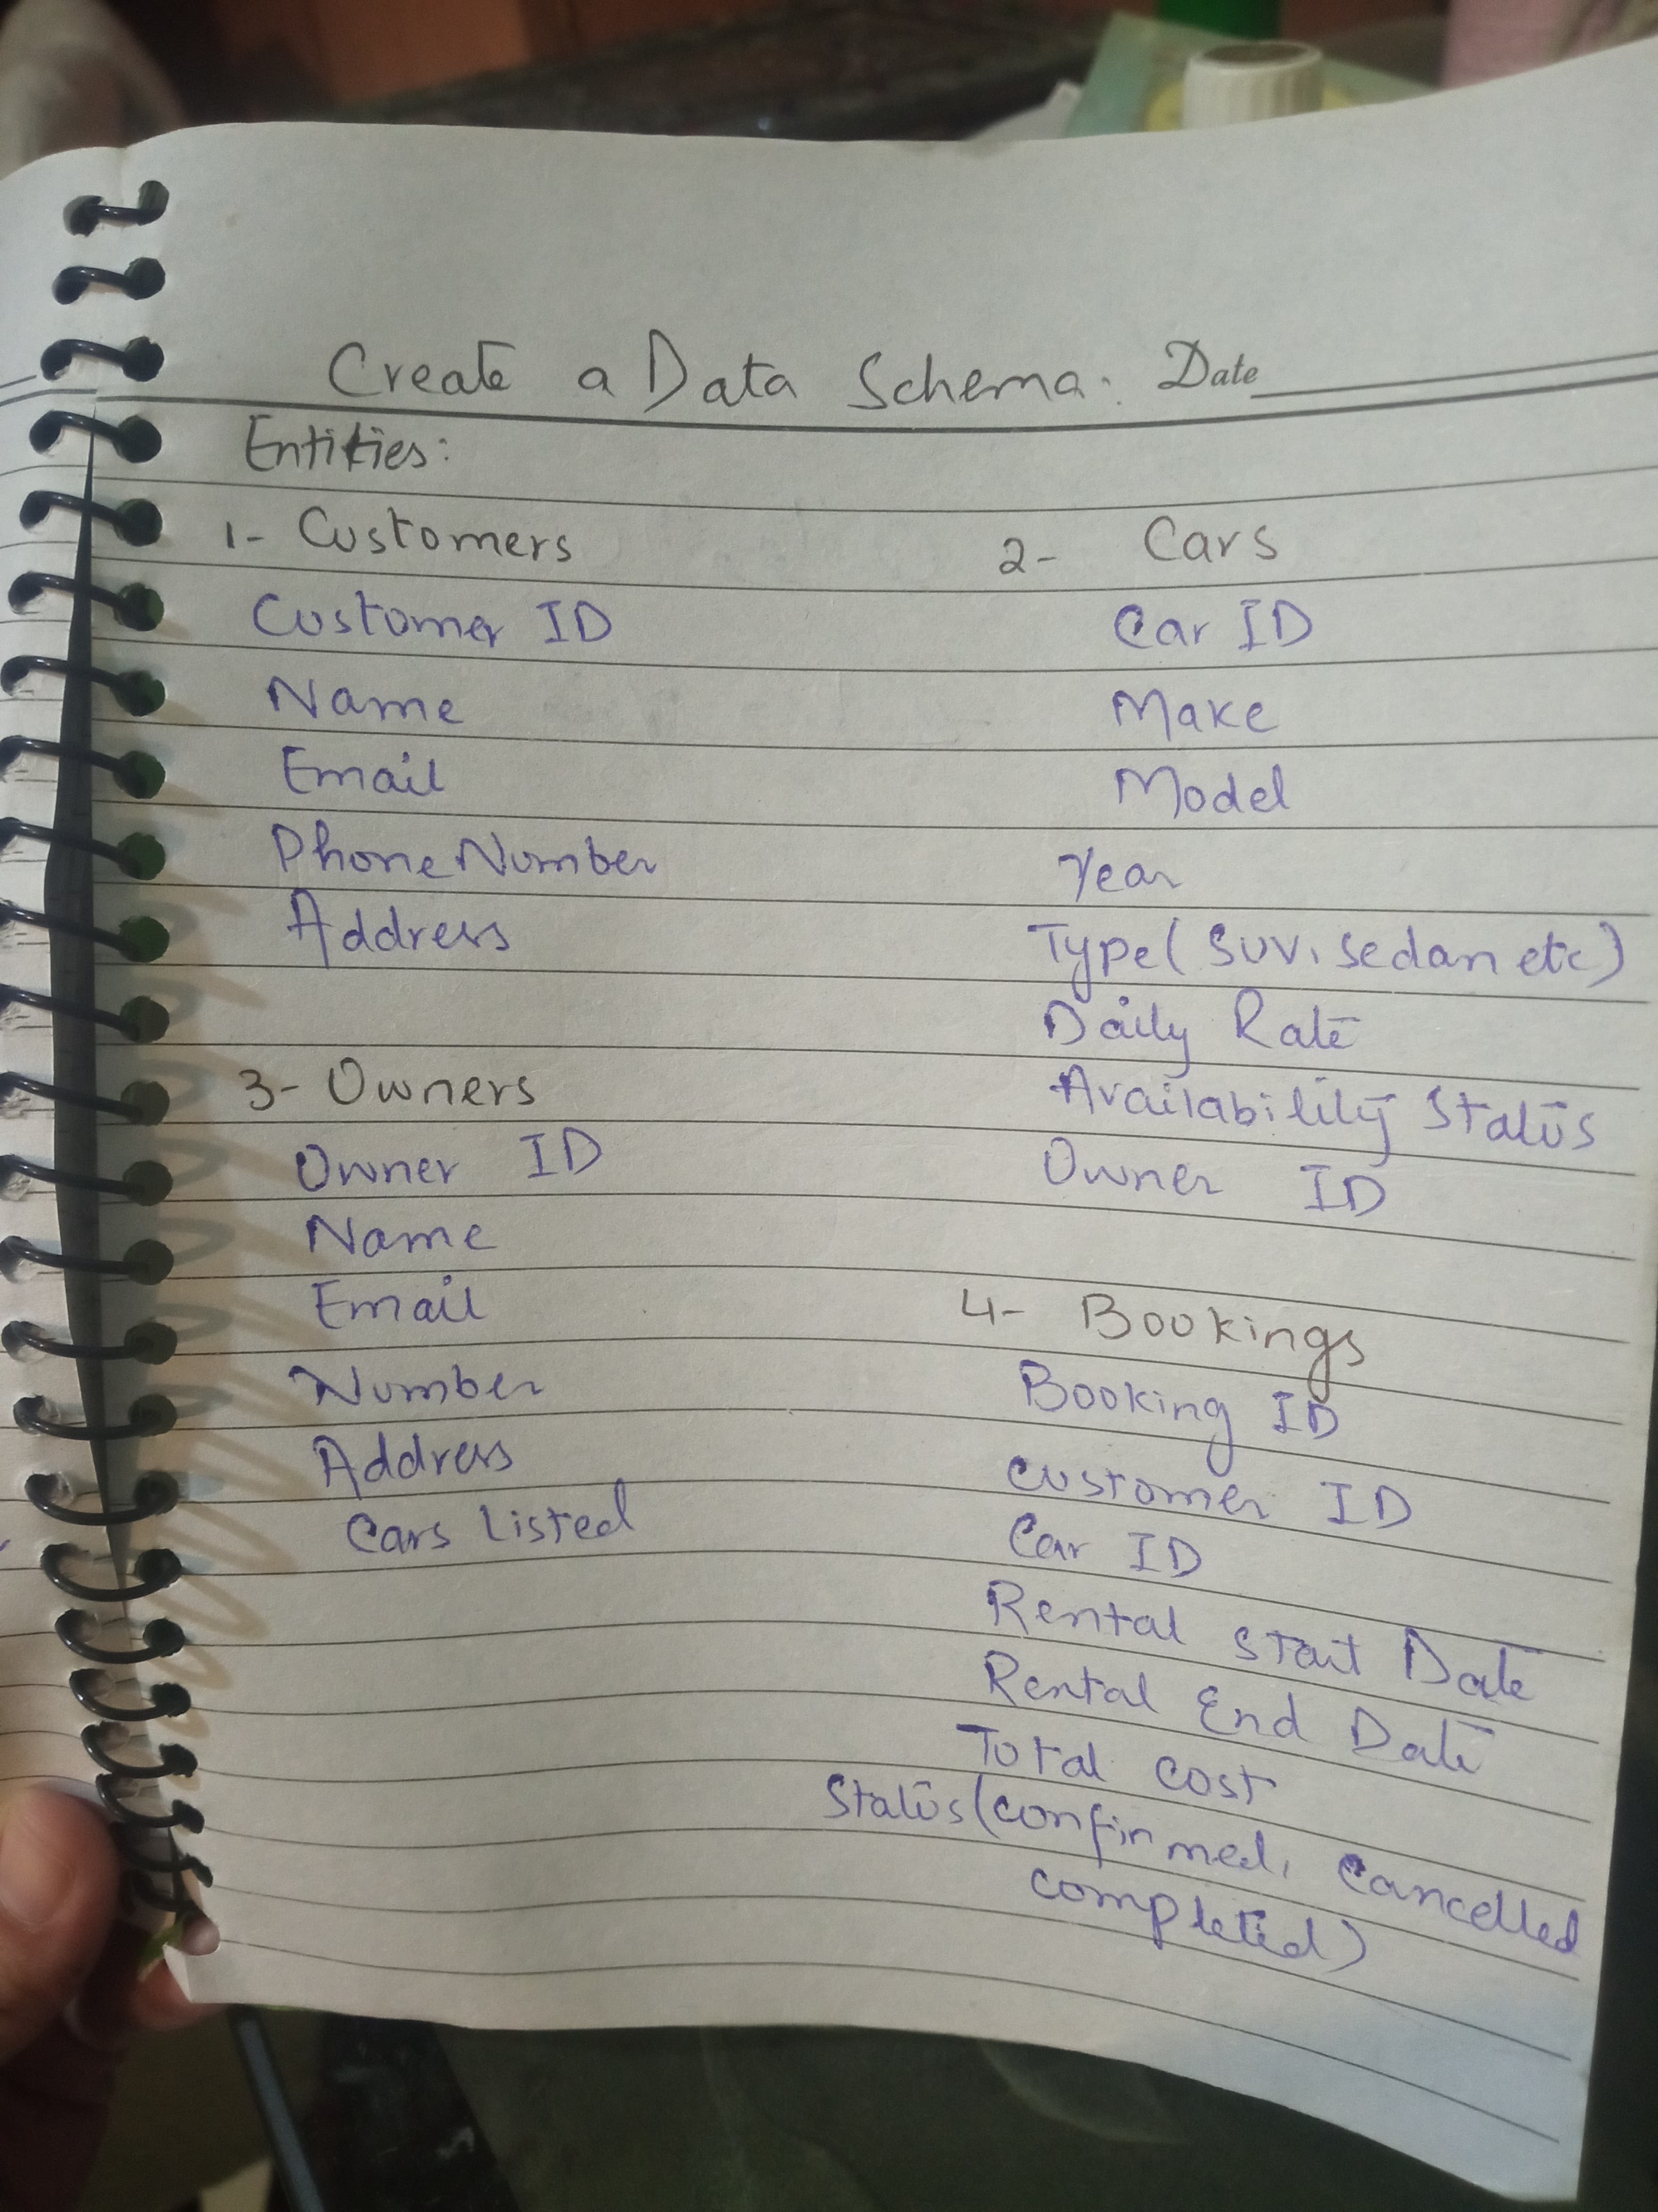 Create a Data Schema: Date
Entities:
1- Customers
Customer ID
Name
Email
Phone Number
Address
2- Cars
Car ID
Make
Model
Year
Type (SUV, Sedan etc)
Daily Rate
Availability Status
Owner ID
3- Owners
Owner ID
Name
Email
Number
Address
Cars Listed
4- Bookings
Booking ID
Customer ID
Car ID
Rental Start Date
Rental End Date
Total Cost
Status (confirmed, Cancelled
completed)